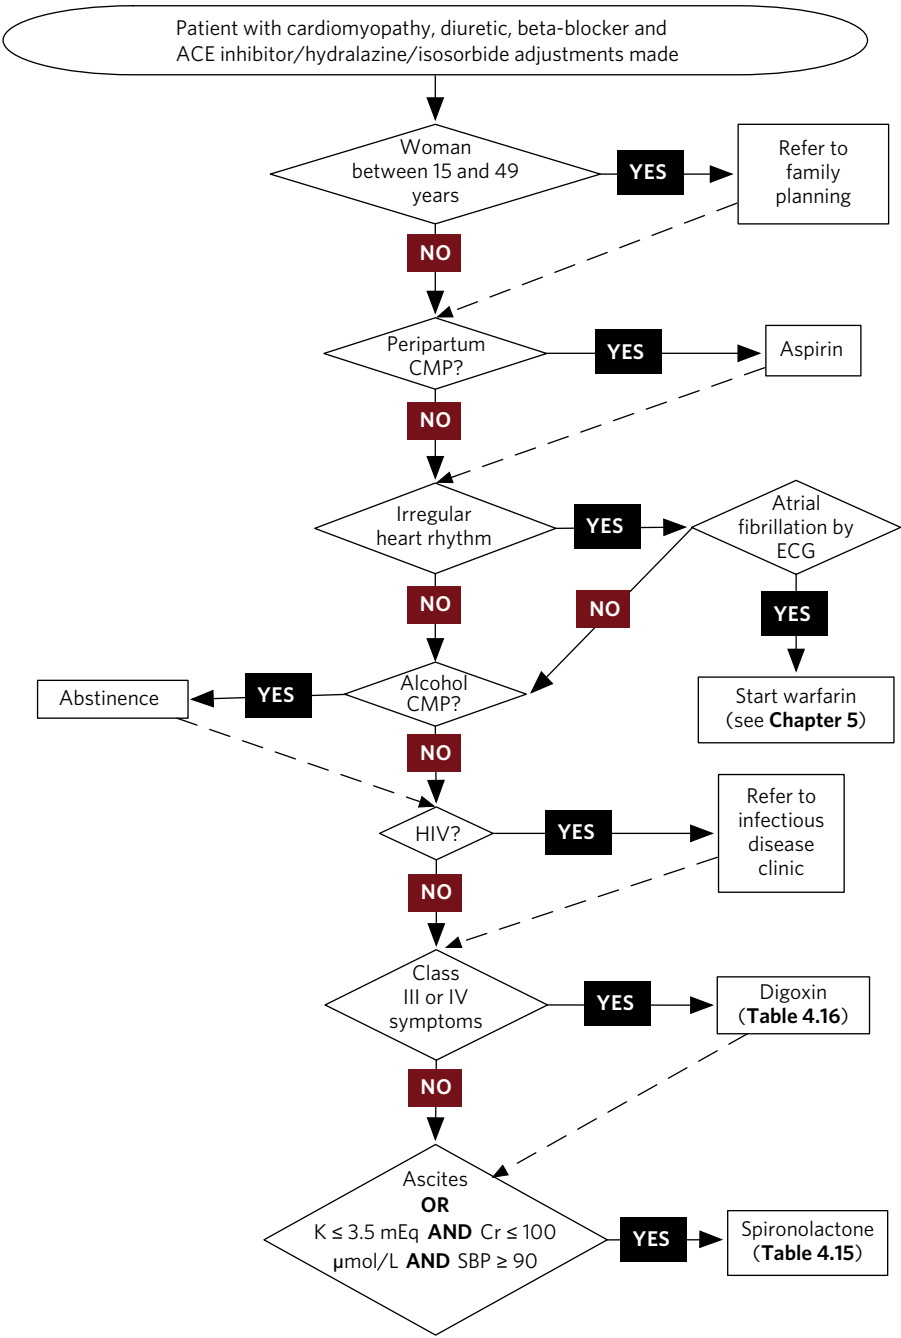 Patient with cardiomyopathy, diuretic, beta-blocker and
ACE inhibitor/hydralazine/isosorbide adjustments made
Woman
between 15 and 49
years
YES
Refer to
family
planning
NO
Peripartum
CMP?
YES
Aspirin
NO
Irregular
heart rhythm
YES
Atrial
fibrillation by
ECG
NO
NO
YES
Abstinence
YES
Alcohol
CMP?
Start warfarin
(see Chapter 5)
NO
HIV?
YES
Refer to
infectious
disease
clinic
NO
Class
III or IV
symptoms
YES
Digoxin
(Table 4.16)
NO
Ascites
OR
K ≤ 3.5 mEq AND Cr ≤ 100
μmol/L AND SBP ≥ 90
YES
Spironolactone
(Table 4.15)